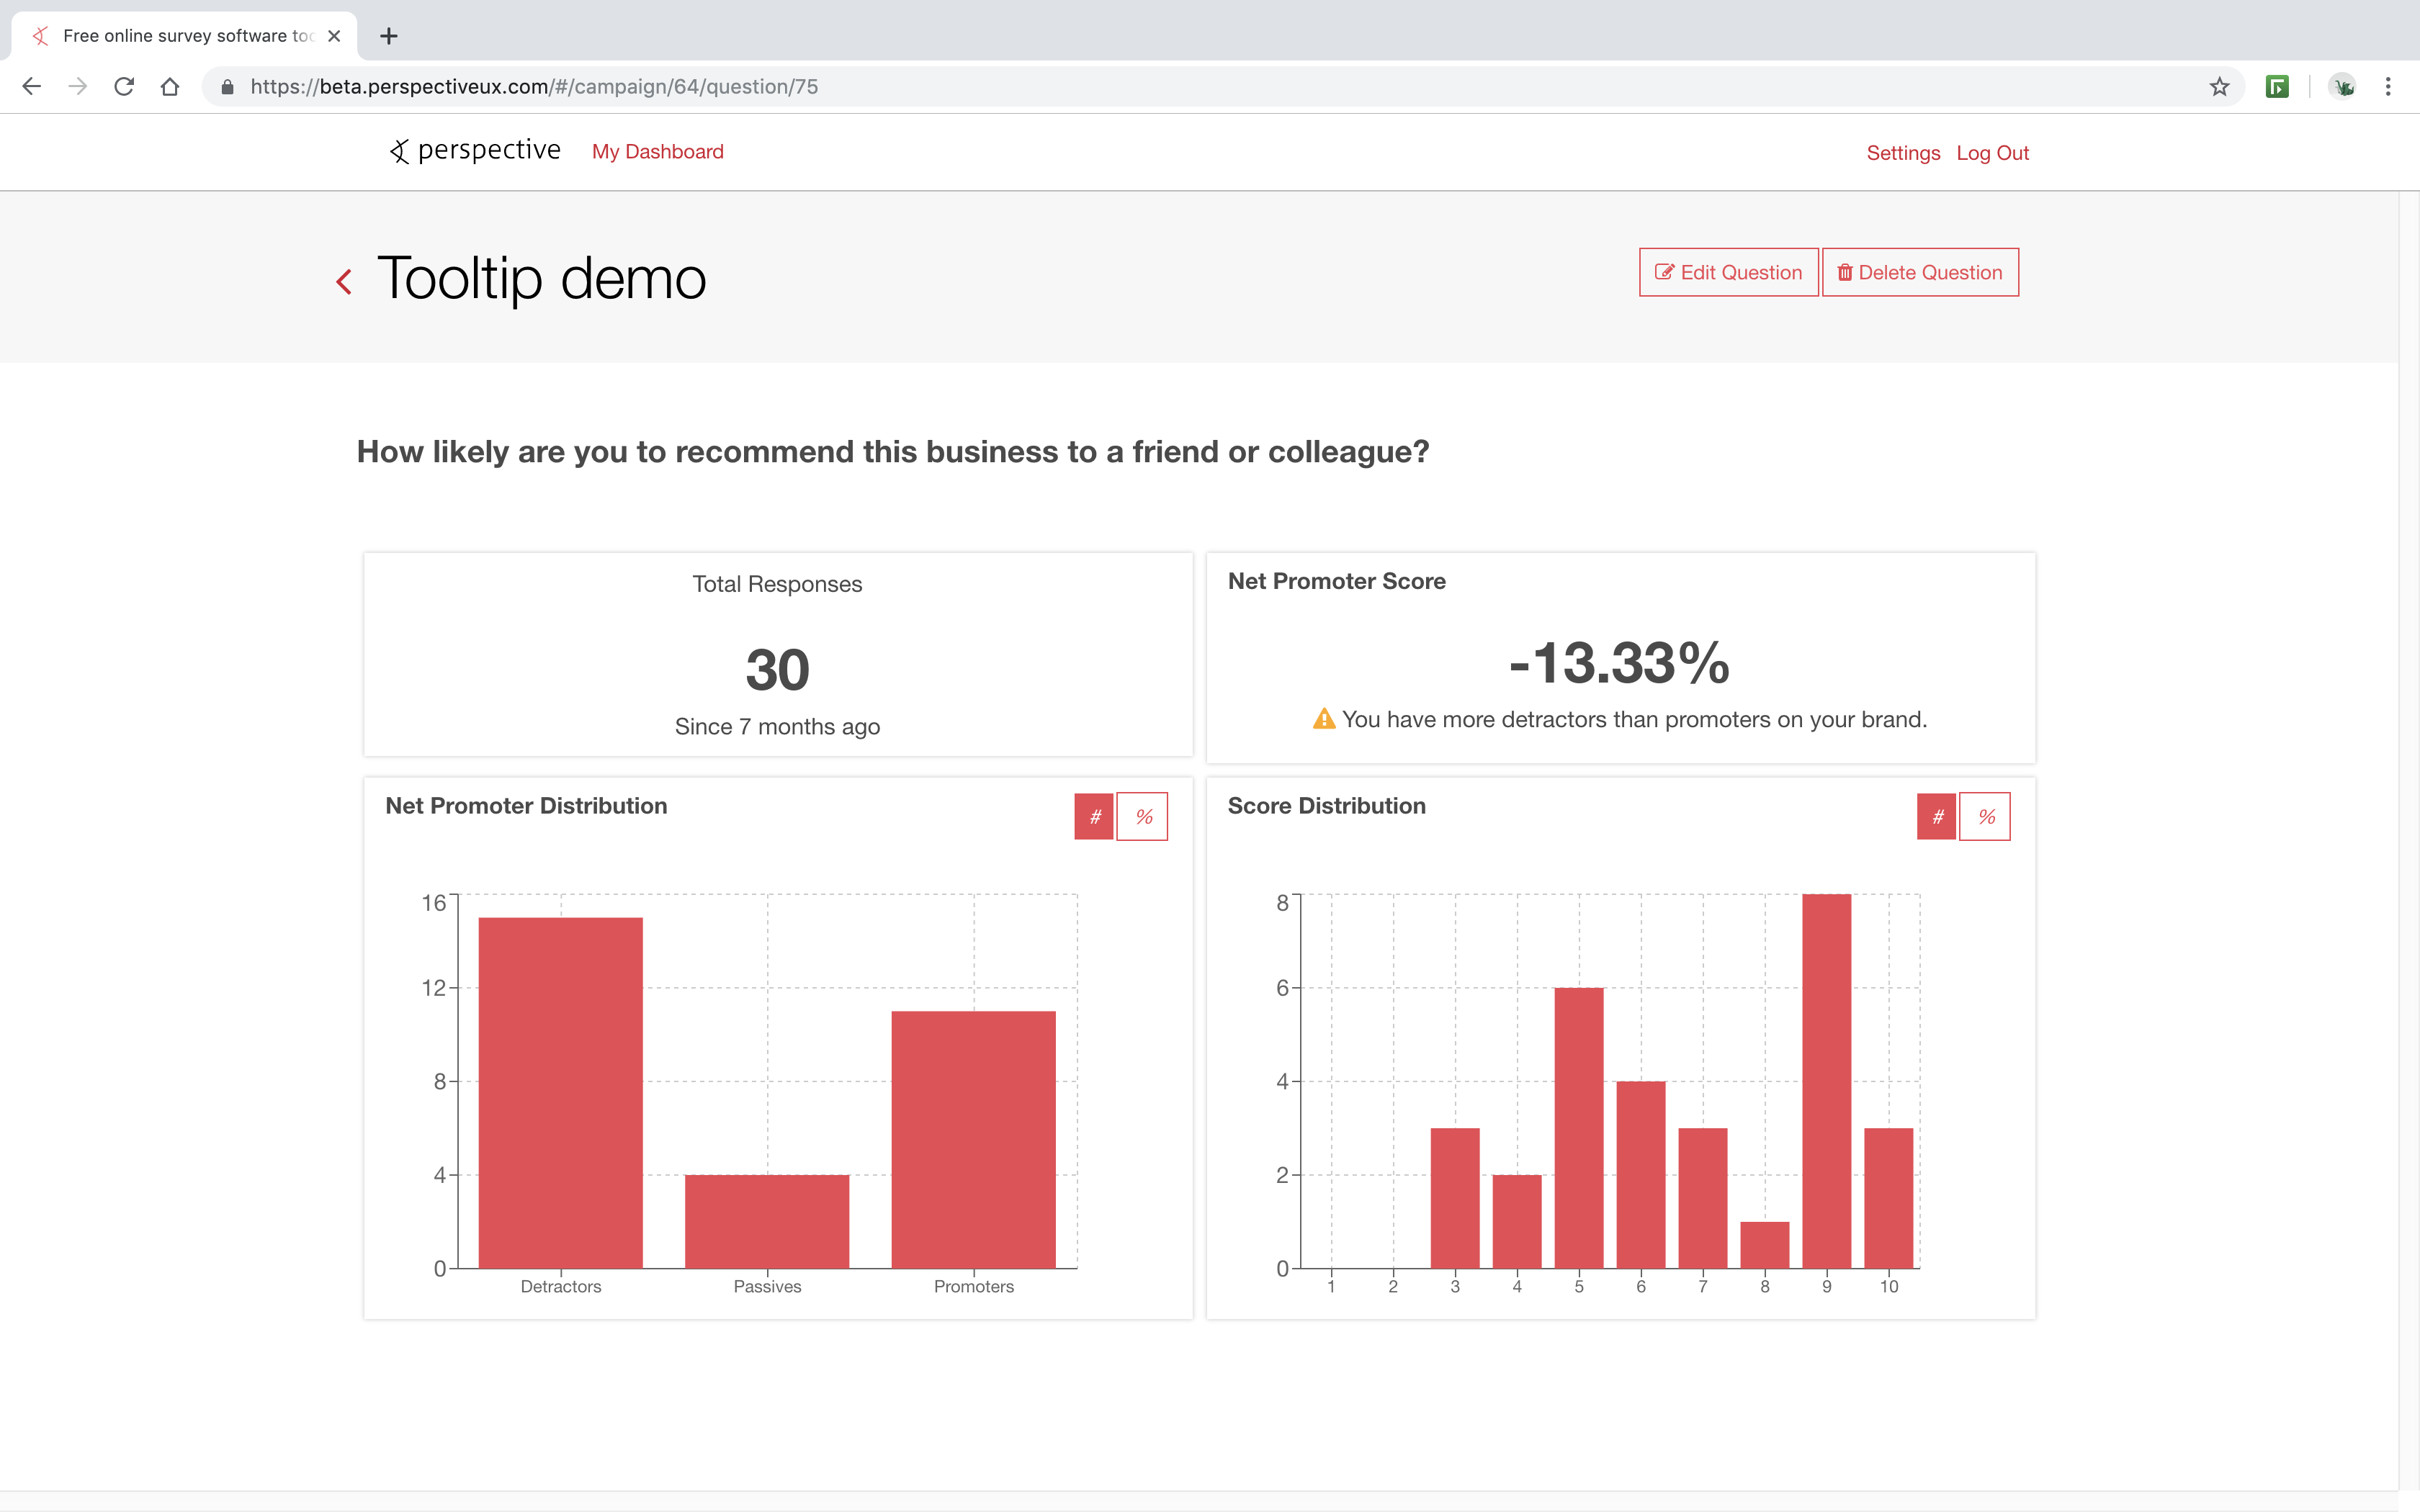 Free online survey software too
https://beta.perspectiveux.com/#/campaign/64/question/75
perspective My Dashboard Settings Log Out
Tooltip demo
Edit Question Delete Question
How likely are you to recommend this business to a friend or colleague?
Total Responses
30
Since 7 months ago
Net Promoter Score
-13.33%
You have more detractors than promoters on your brand.
Net Promoter Distribution
# %
16
12
8
4
0
Detractors Passives Promoters
Score Distribution
# %
8
6
4
2
0
1 2 3 4 5 6 7 8 9 10